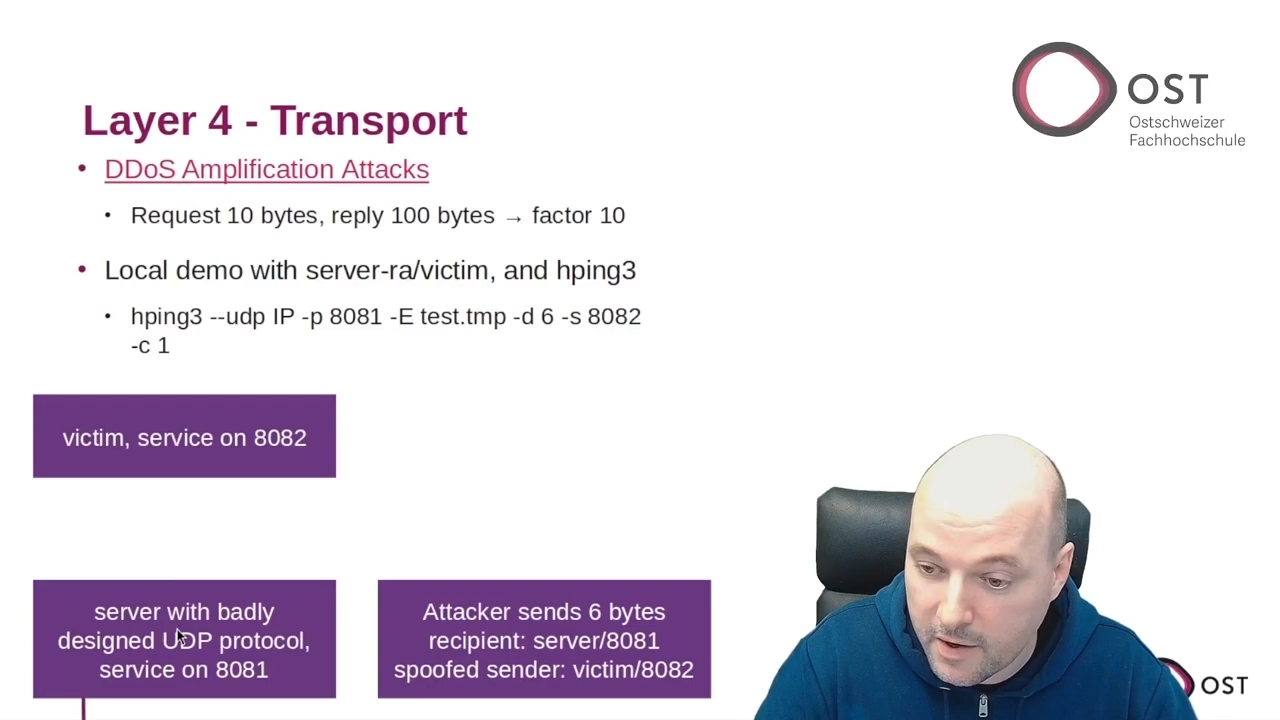 OST
Ostschweizer
Fachhochschule
Layer 4 - Transport
• DDoS Amplification Attacks
• Request 10 bytes, reply 100 bytes → factor 10
• Local demo with server-ra/victim, and hping3
• hping3 --udp IP -p 8081 -E test.tmp -d 6 -s 8082
-c 1
victim, service on 8082
server with badly
designed UDP protocol,
service on 8081
Attacker sends 6 bytes
recipient: server/8081
spoofed sender: victim/8082
OST